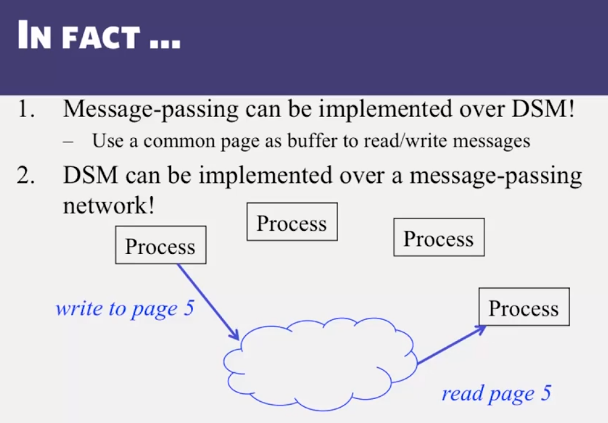 IN FACT ...
1. Message-passing can be implemented over DSM!
– Use a common page as buffer to read/write messages
2. DSM can be implemented over a message-passing
network!
Process
Process
Process
Process
write to page 5
read page 5